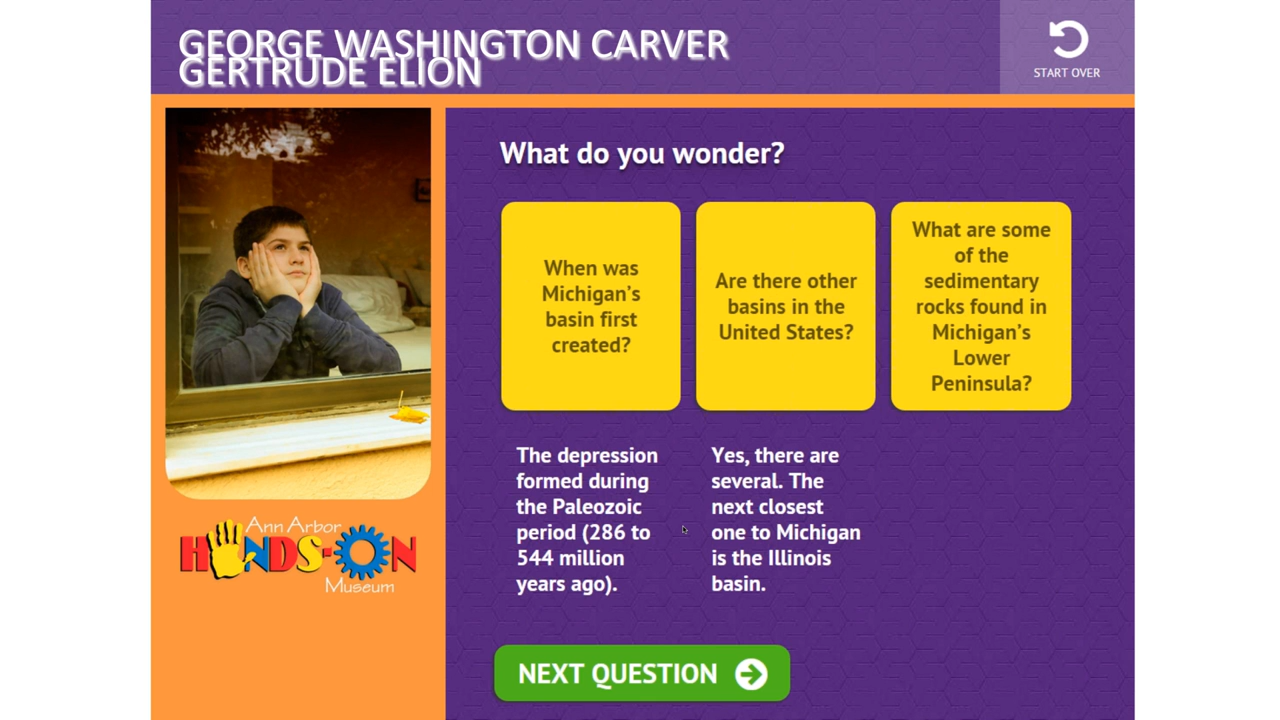 GEORGE WASHINGTON CARVER
GERTRUDE ELION
START OVER
What do you wonder?
When was
Michigan's
basin first
created?
Are there other
basins in the
United States?
What are some
of the
sedimentary
rocks found in
Michigan's
Lower
Peninsula?
The depression
formed during
the Paleozoic
period (286 to
544 million
years ago).
Yes, there are
several. The
next closest
one to Michigan
is the Illinois
basin.
Ann Arbor
HANDS-ON
Museum
NEXT QUESTION